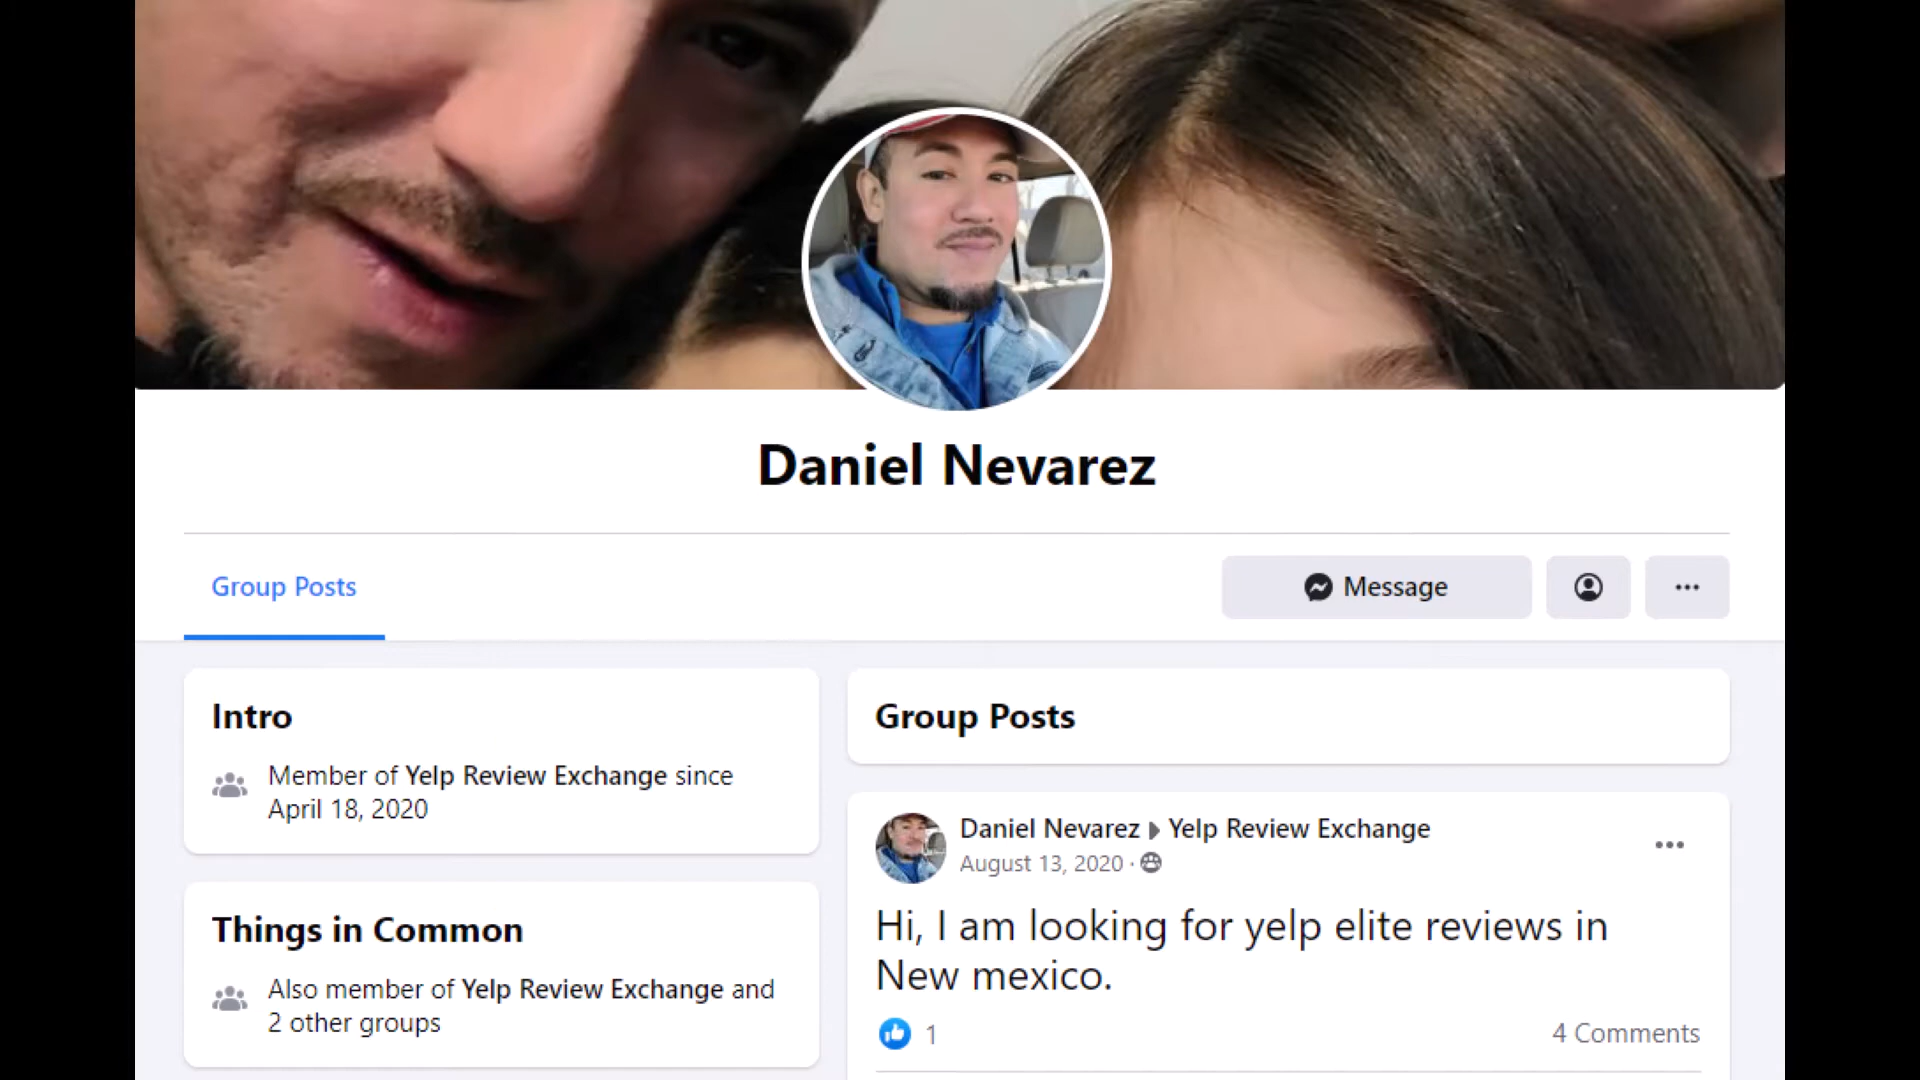 Daniel Nevarez
Group Posts
Message
Intro
Member of Yelp Review Exchange since
April 18, 2020
Things in Common
Also member of Yelp Review Exchange and
2 other groups
Group Posts
Daniel Nevarez Yelp Review Exchange
August 13, 2020 ·
Hi, I am looking for yelp elite reviews in
New mexico.
1
4 Comments